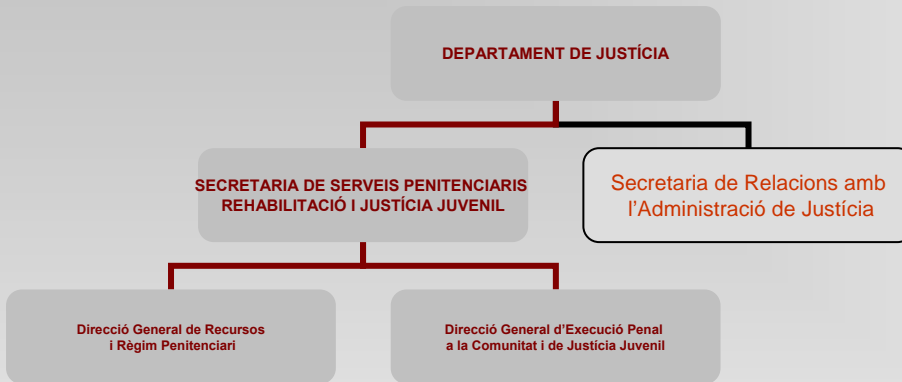 DEPARTAMENT DE JUSTÍCIA
SECRETARIA DE SERVEIS PENITENCIARIS
REHABILITACIÓ I JUSTÍCIA JUVENIL
Secretaria de Relacions amb
l’Administració de Justícia
Direcció General de Recursos
i Règim Penitenciari
Direcció General d’Execució Penal
a la Comunitat i de Justícia Juvenil